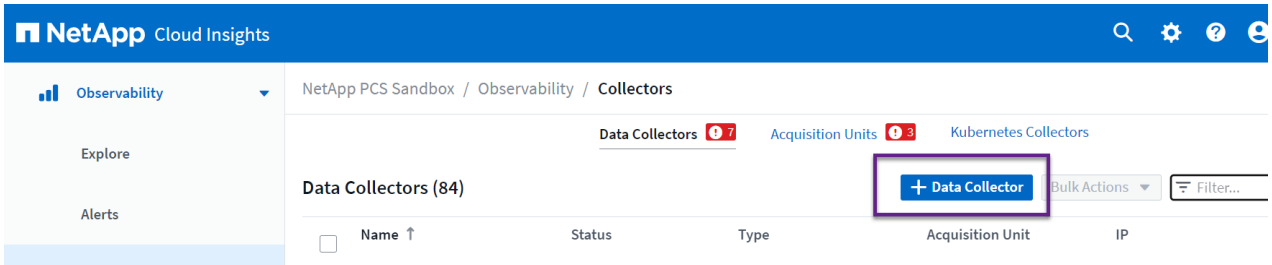 NetApp Cloud Insights
Observability
NetApp PCS Sandbox / Observability / Collectors
Data Collectors 7 Acquisition Units 3 Kubernetes Collectors
Explore
Data Collectors (84) + Data Collector Bulk Actions Filter...
Alerts
Name ↑ Status Type Acquisition Unit IP